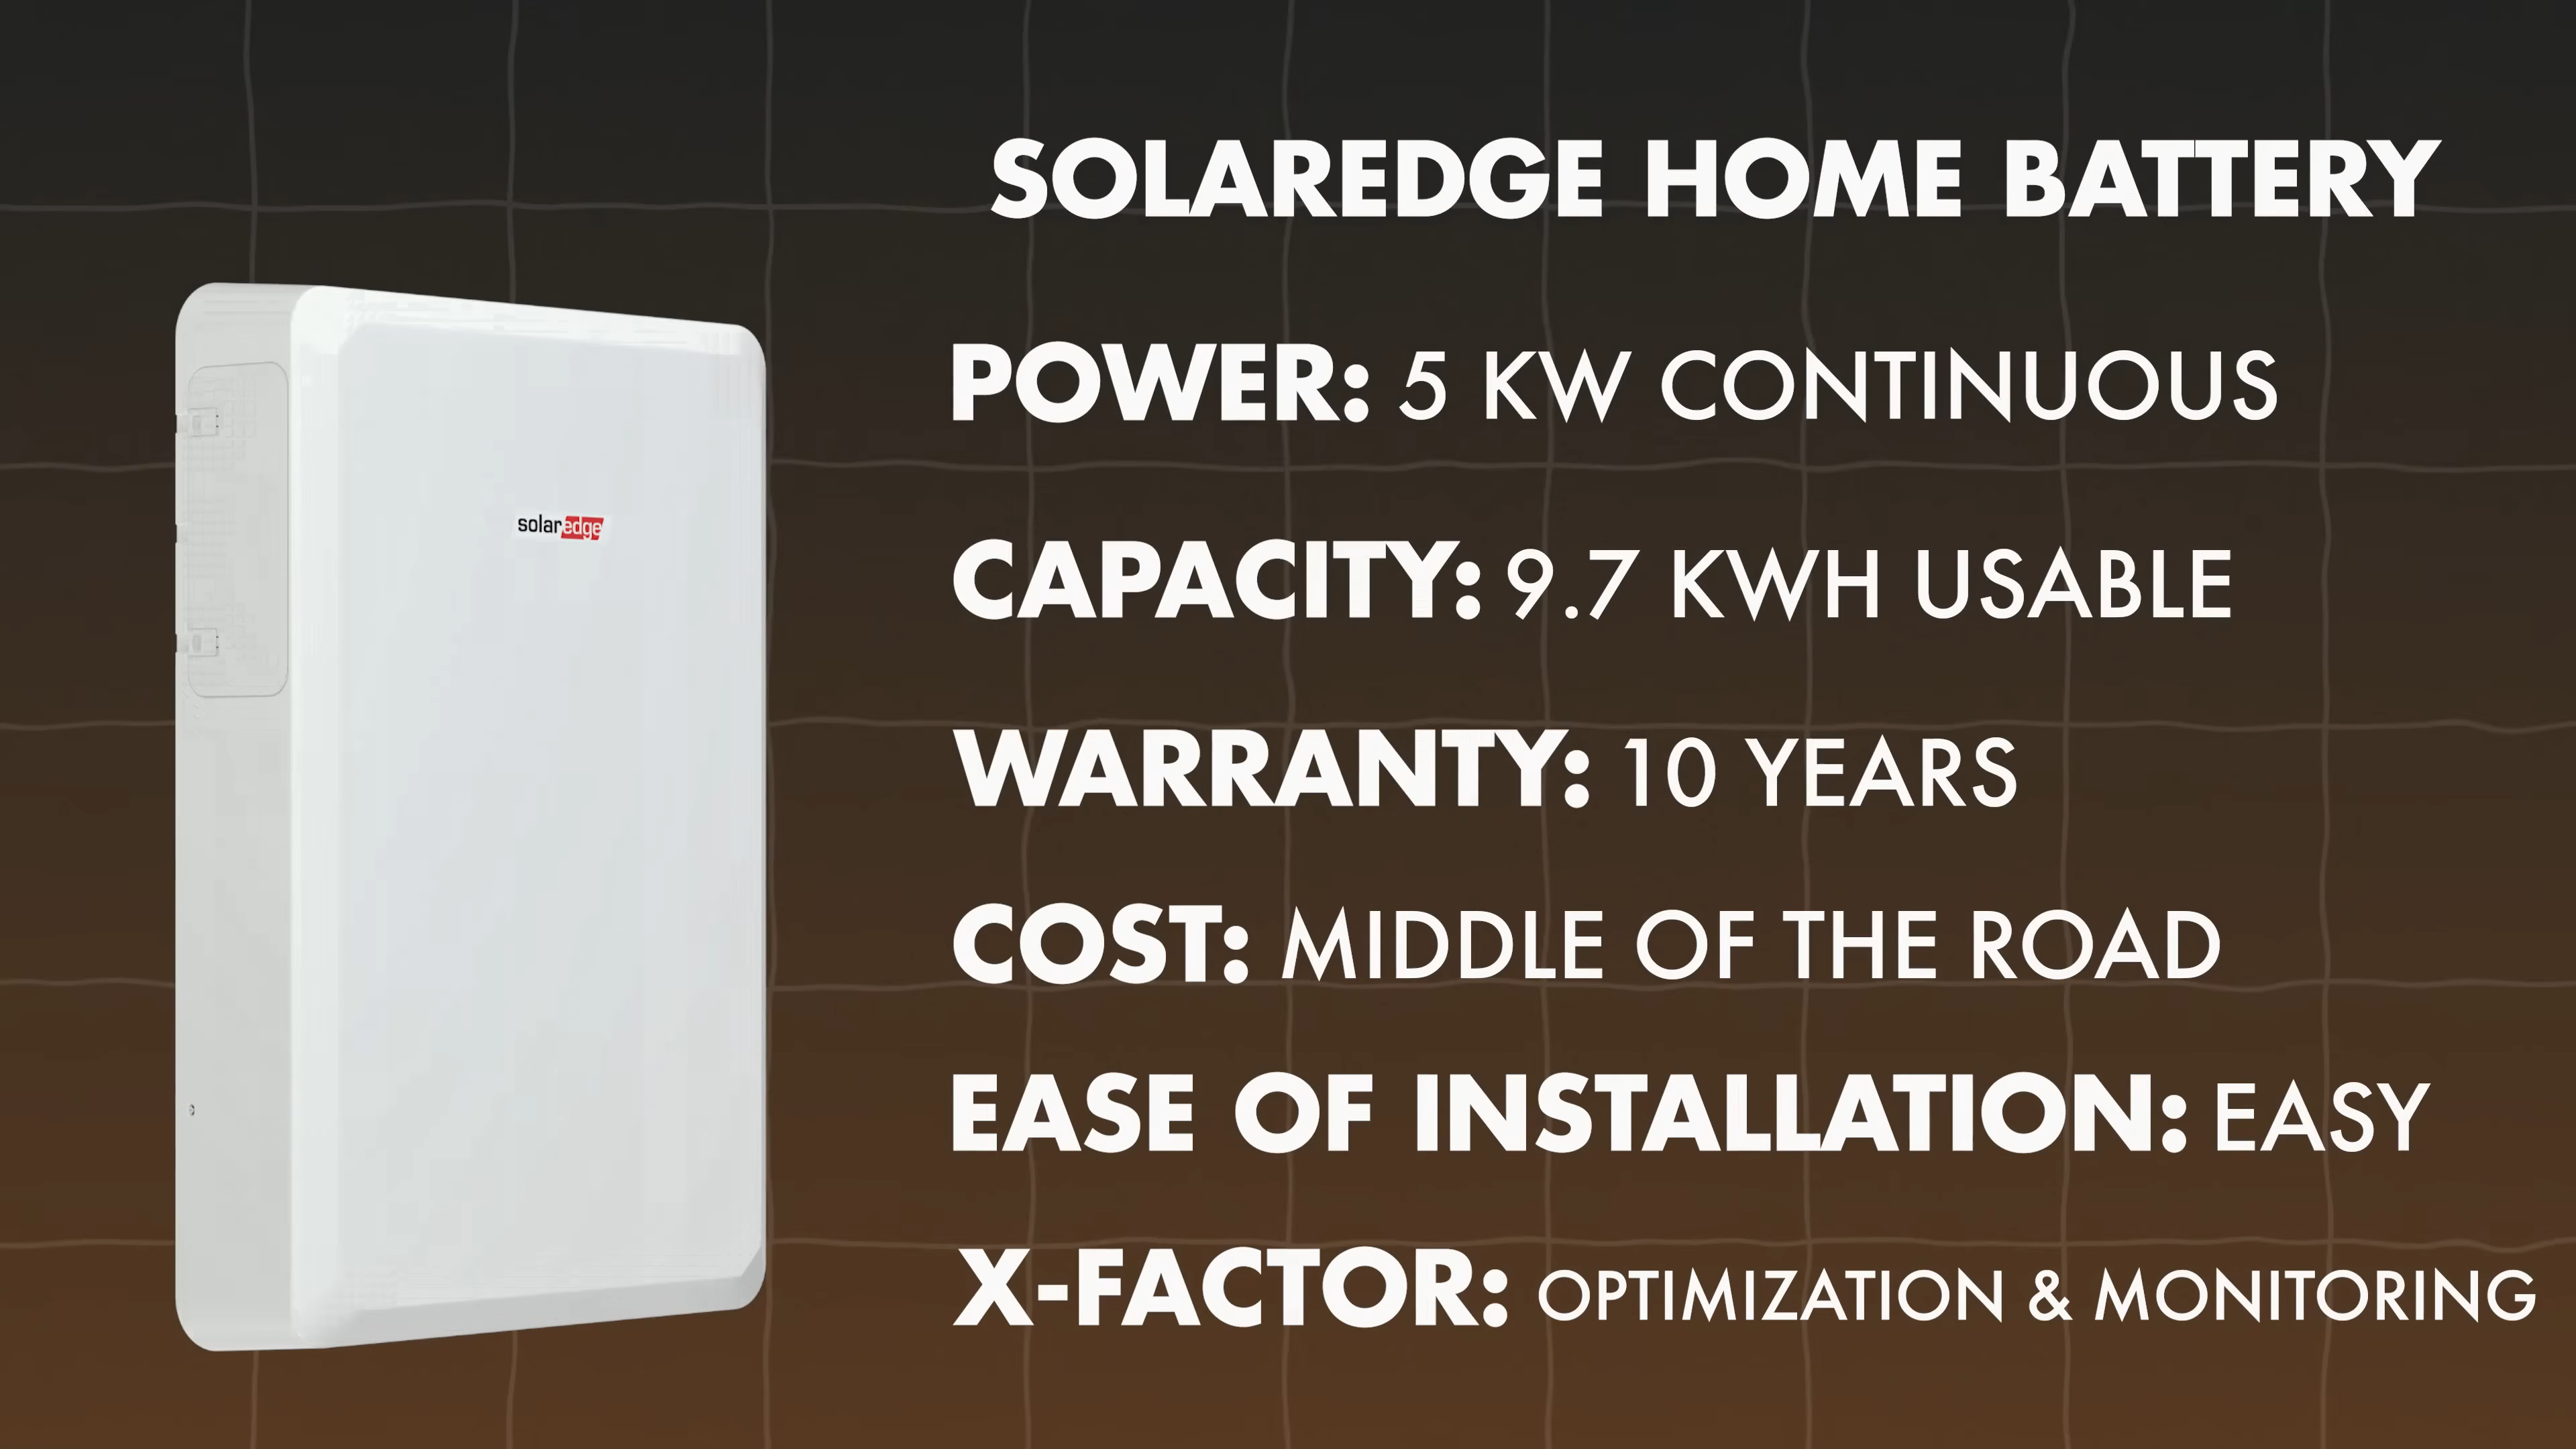 SOLAREDGE HOME BATTERY
POWER: 5 KW CONTINUOUS
CAPACITY: 9.7 KWH USABLE
WARRANTY: 10 YEARS
COST: MIDDLE OF THE ROAD
EASE OF INSTALLATION: EASY
X-FACTOR: OPTIMIZATION & MONITORING
solaredge